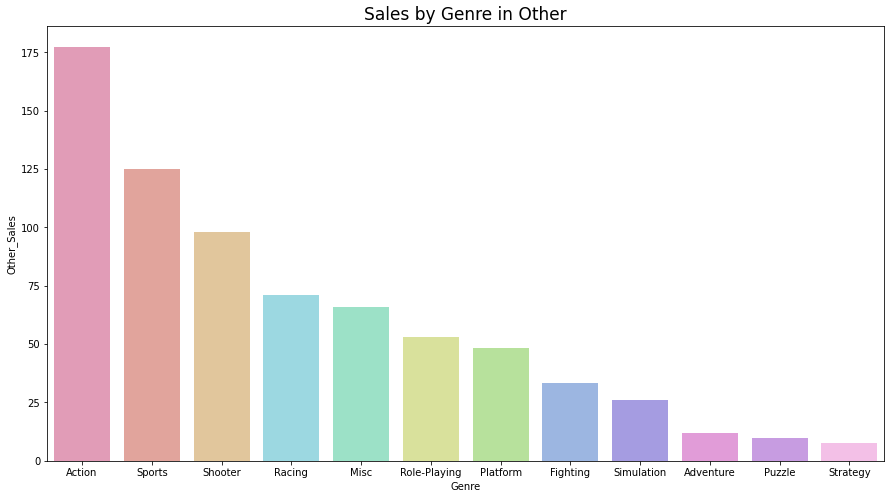 Sales by Genre in Other
Other_Sales
175
150
125
100
75
50
25
0
Action Sports Shooter Racing Misc Role-Playing Platform Fighting Simulation Adventure Puzzle Strategy
Genre